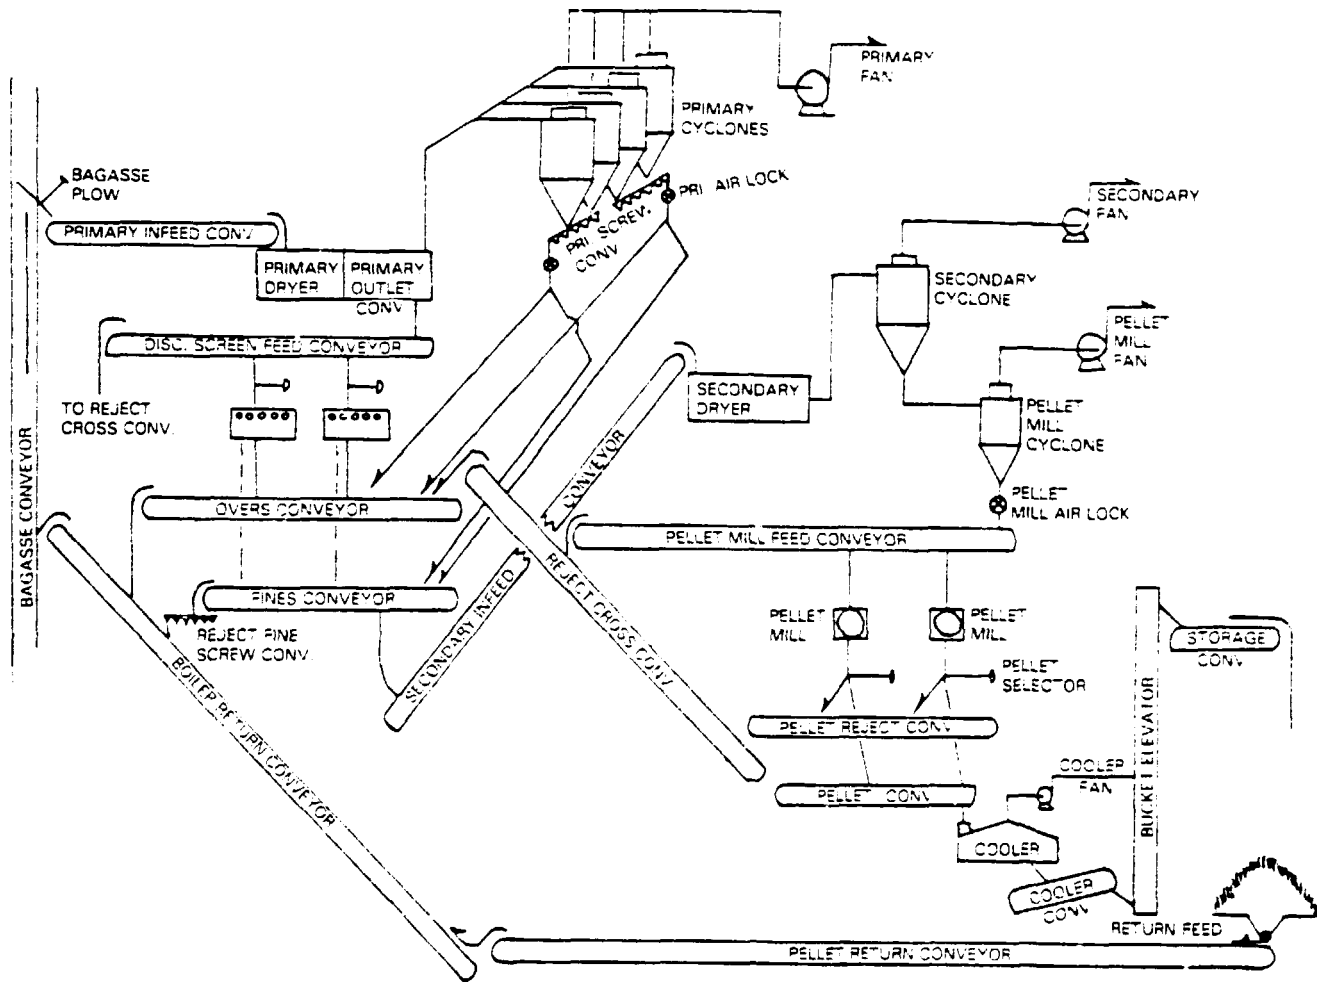 PRIMARY
FAN
PRIMARY
CYCLONES
BAGASSE
PLOW
PRI. AIR LOCK
SECONDARY
FAN
PRIMARY INFEED CONV.
PRI. SCREW
CONV.
PRIMARY
DRYER
PRIMARY
OUTLET
CONV.
SECONDARY
CYCLONE
PELLET
MILL
FAN
DISC. SCREEN FEED CONVEYOR
SECONDARY
DRYER
TO REJECT
CROSS CONV.
PELLET
MILL
CYCLONE
BAGASSE CONVEYOR
CONVEYOR
OVERS CONVEYOR
PELLET
MILL AIR LOCK
PELLET MILL FEED CONVEYOR
REJECT CROSS CONV.
FINES CONVEYOR
SECONDARY INFEED
REJECT FINE
SCREW CONV.
PELLET
MILL
PELLET
MILL
STORAGE
CONV
BOILER RETURN CONVEYOR
PELLET
SELECTOR
PELLET REJECT CONV
BUCKET ELEVATOR
COOLER
FAN
PELLET CONV
COOLER
COOLER
CONV
RETURN FEED
PELLET RETURN CONVEYOR